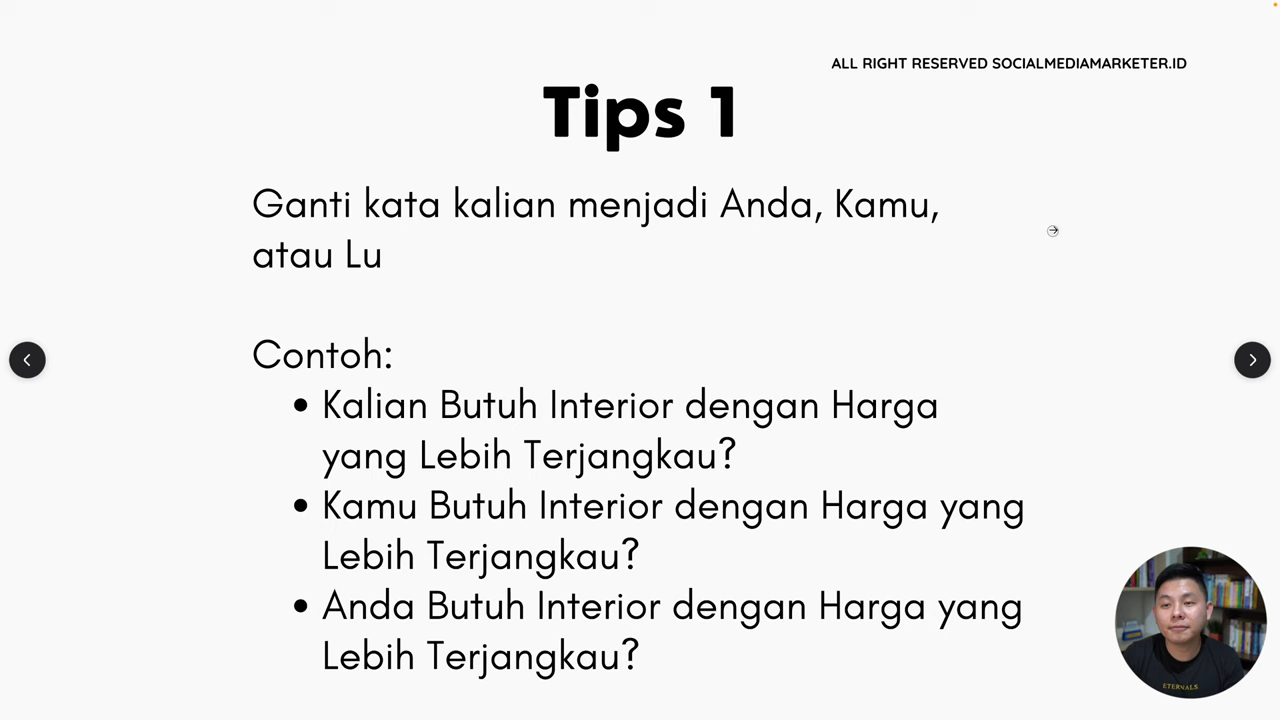 ALL RIGHT RESERVED SOCIALMEDIAMARKETER.ID
Tips 1
Ganti kata kalian menjadi Anda, Kamu,
atau Lu
Contoh:
• Kalian Butuh Interior dengan Harga
yang Lebih Terjangkau?
• Kamu Butuh Interior dengan Harga yang
Lebih Terjangkau?
• Anda Butuh Interior dengan Harga yang
Lebih Terjangkau?
ETERNALS